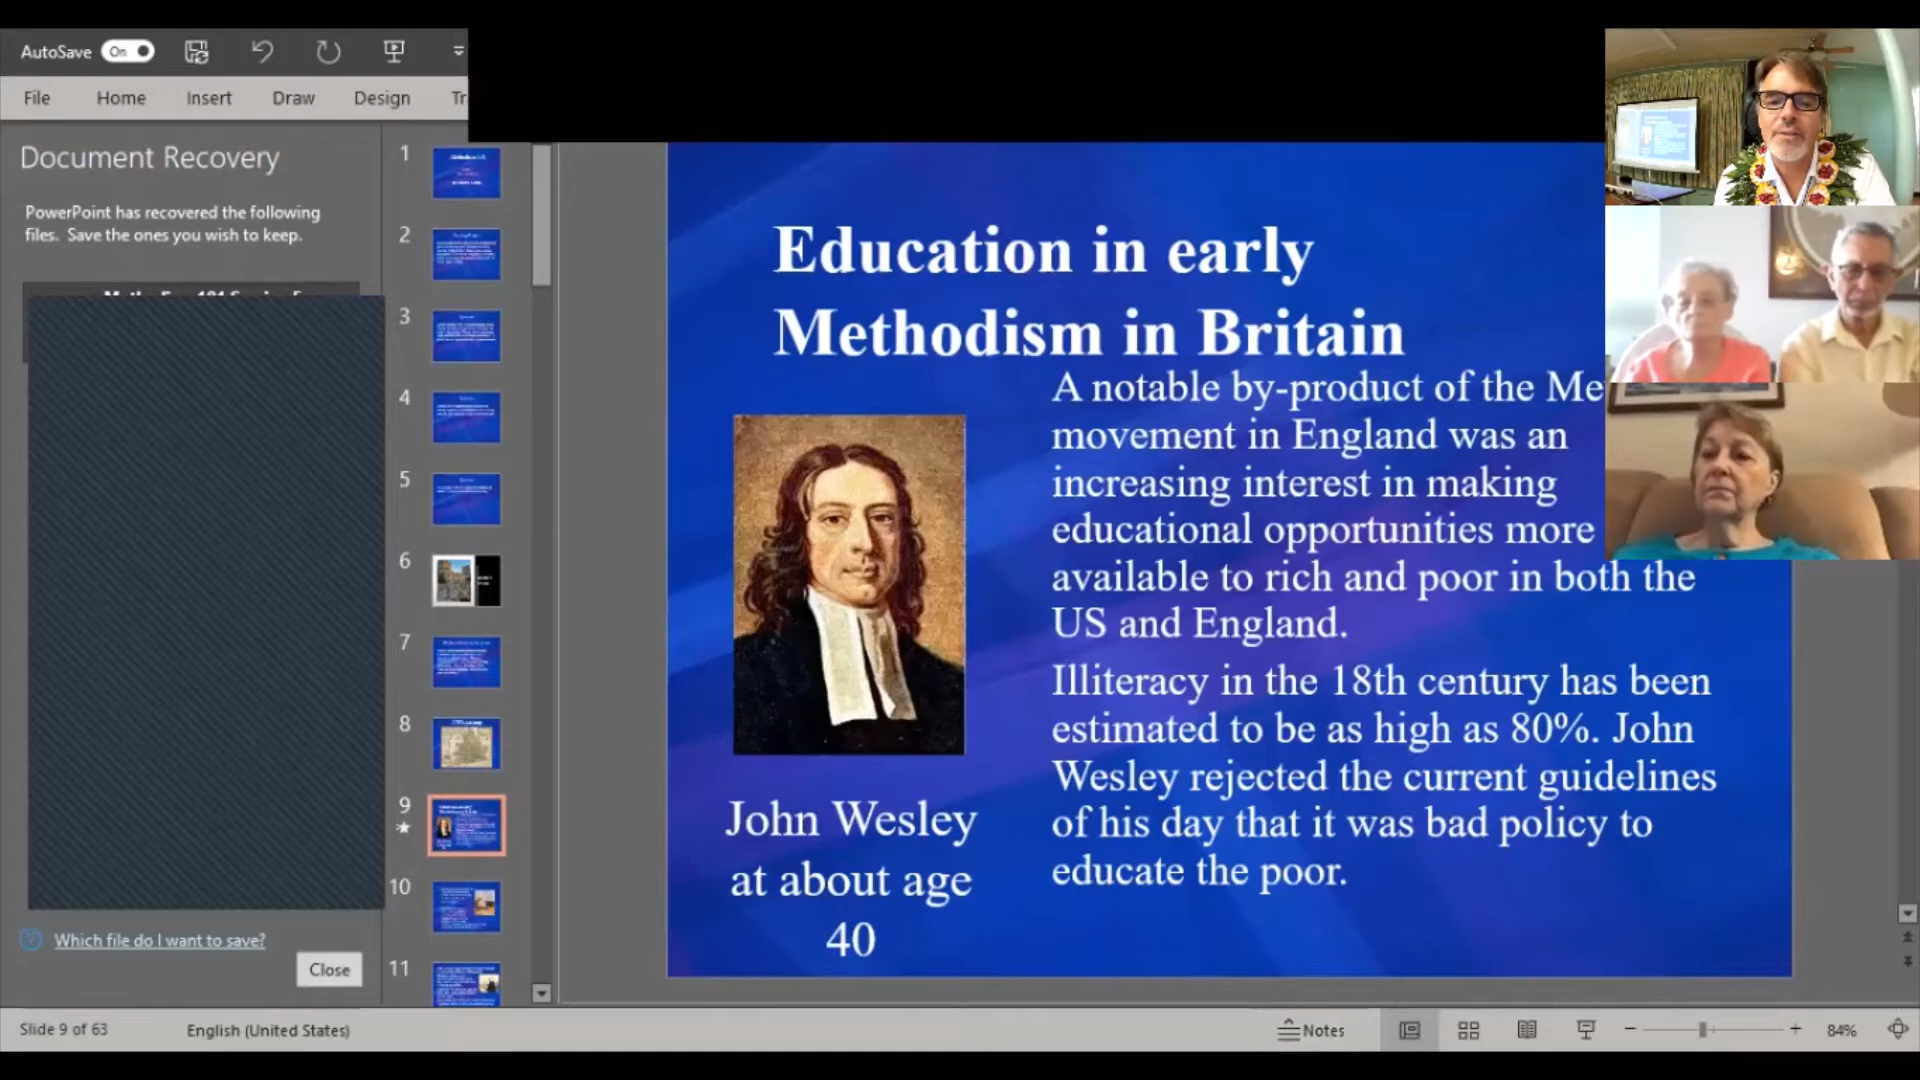 AutoSave On
File Home Insert Draw Design
Document Recovery
PowerPoint has recovered the following
files. Save the ones you wish to keep.
Which file do I want to save?
Close
1
2
3
4
5
6
7
8
9
10
11
Education in early
Methodism in Britain
A notable by-product of the Me
movement in England was an
increasing interest in making
educational opportunities more
available to rich and poor in both the
US and England.
Illiteracy in the 18th century has been
estimated to be as high as 80%. John
Wesley rejected the current guidelines
of his day that it was bad policy to
educate the poor.
John Wesley
at about age
40
Slide 9 of 63 English (United States) Notes 84%